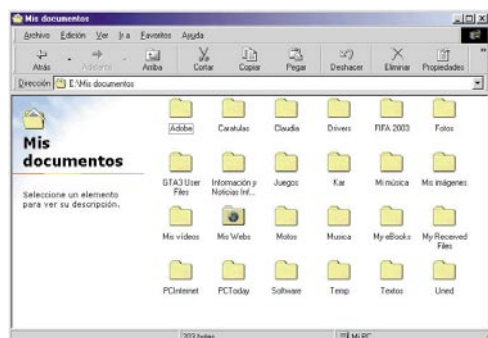 Mis documentos
Archivo Edición Ver Ir a Favoritos Ayuda
Atrás Adelante Arriba Cortar Copiar Pegar Deshacer Eliminar Propiedades
Dirección E:\Mis documentos
Mis
documentos
Seleccione un elemento
para ver su descripción.
Adobe Caratulas Claudia Drivers FIFA 2003 Fotos
GTA3 User Files Información y Noticias Inf... Juegos Kar Mi música Mis imágenes
Mis vídeos Mis Webs Motos Musica My eBooks My Received Files
PCInternet PCToday Software Temp Textos Uned
203 bytes Mi PC